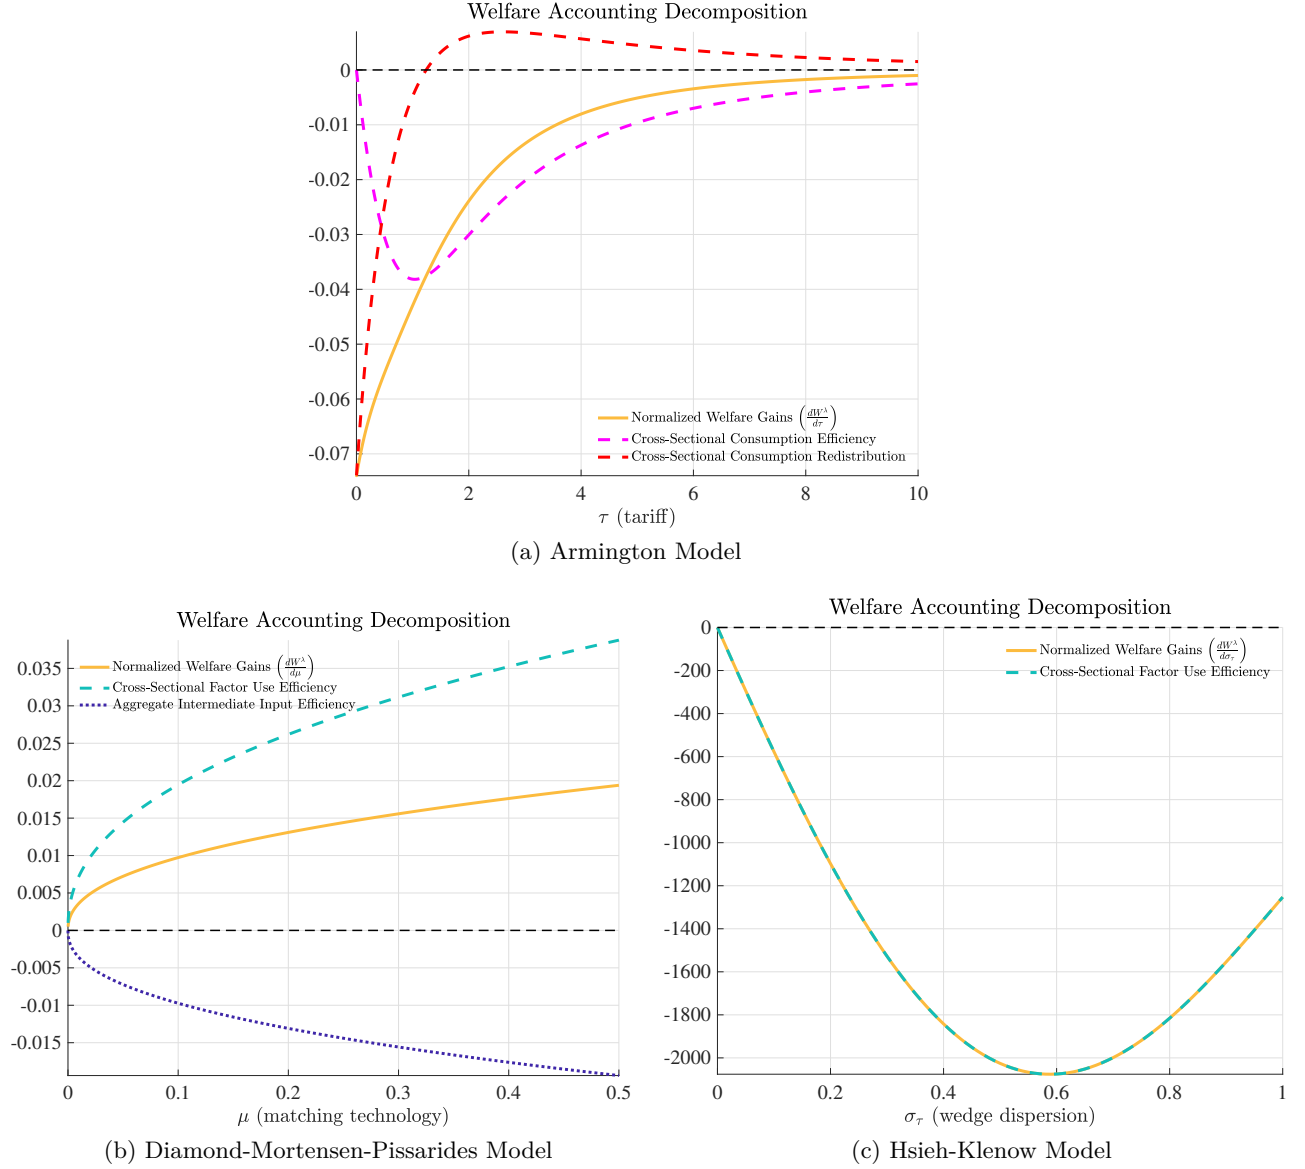 Welfare Accounting Decomposition
0
-0.01
-0.02
-0.03
-0.04
-0.05
-0.06
-0.07
Normalized Welfare Gains (dW^λ/dτ)
Cross-Sectional Consumption Efficiency
Cross-Sectional Consumption Redistribution
0 2 4 6 8 10
τ (tariff)
(a) Armington Model
Welfare Accounting Decomposition
0.035
0.03
0.025
0.02
0.015
0.01
0.005
0
-0.005
-0.01
-0.015
Normalized Welfare Gains (dW^λ/dμ)
Cross-Sectional Factor Use Efficiency
Aggregate Intermediate Input Efficiency
0 0.1 0.2 0.3 0.4 0.5
μ (matching technology)
(b) Diamond-Mortensen-Pissarides Model
Welfare Accounting Decomposition
0
-200
-400
-600
-800
-1000
-1200
-1400
-1600
-1800
-2000
Normalized Welfare Gains (dW^λ/dσ_τ)
Cross-Sectional Factor Use Efficiency
0 0.2 0.4 0.6 0.8 1
σ_τ (wedge dispersion)
(c) Hsieh-Klenow Model